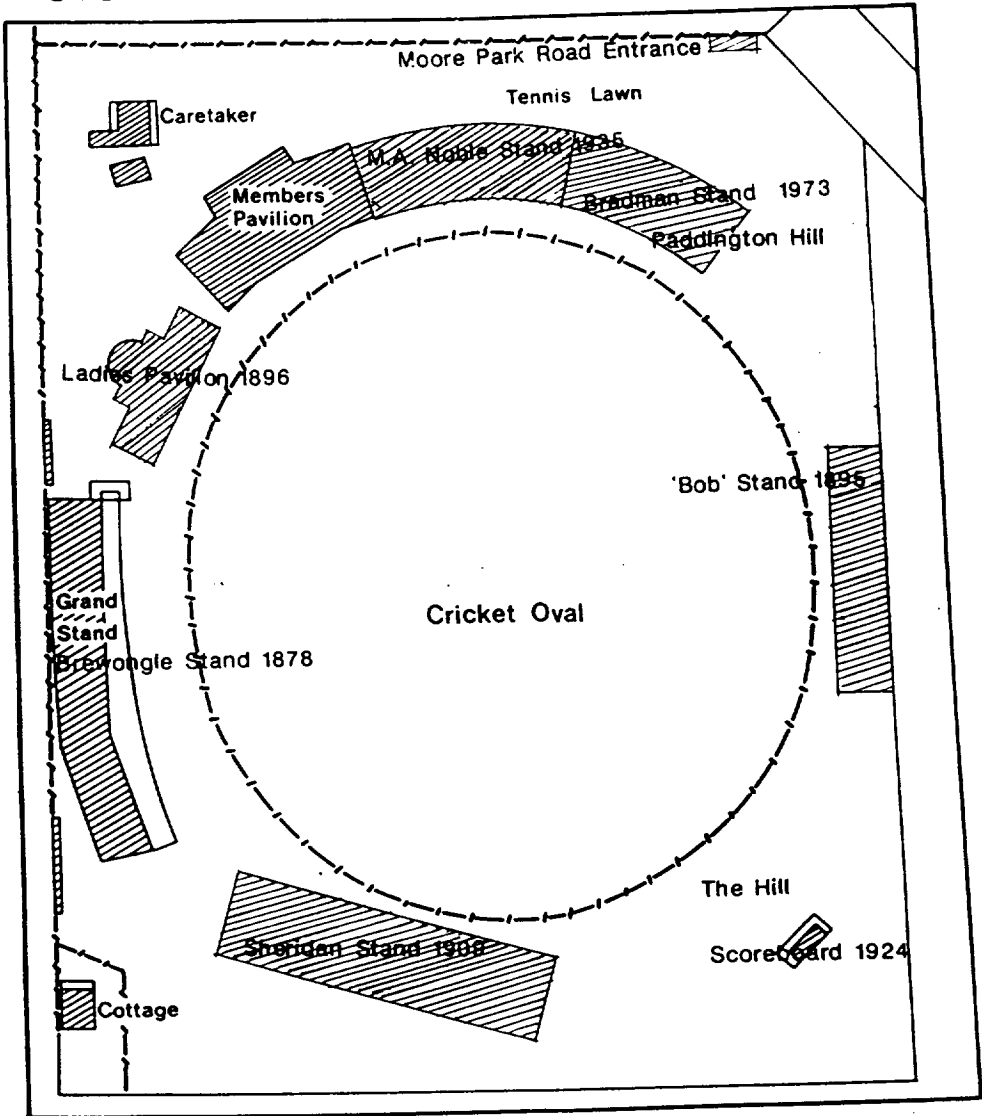 Moore Park Road Entrance
Tennis Lawn
Caretaker
M.A. Noble Stand 1935
Members
Pavilion
Bradman Stand 1973
Paddington Hill
Ladies Pavilion 1896
'Bob' Stand 1895
Grand
Stand
Cricket Oval
Brewongle Stand 1878
The Hill
Sheridan Stand 1909
Scoreboard 1924
Cottage